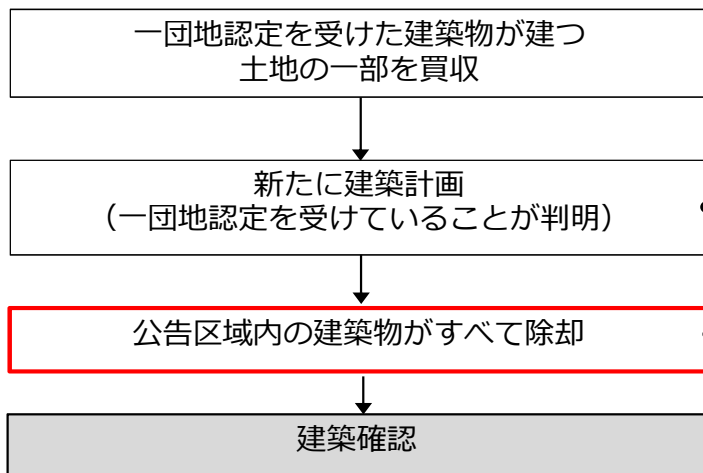 一団地認定を受けた建築物が建つ
土地の一部を買収
新たに建築計画
（一団地認定を受けていることが判明）
公告区域内の建築物がすべて除却
建築確認